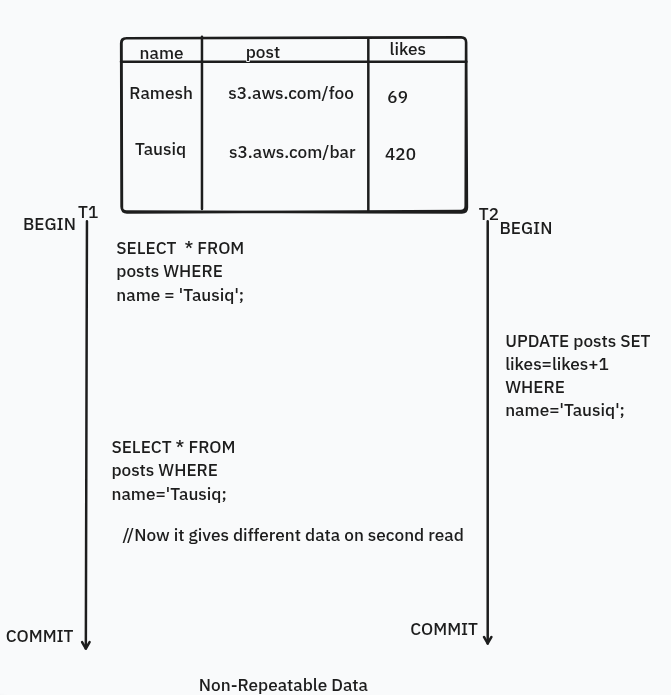 name post likes
Ramesh s3.aws.com/foo 69
Tausiq s3.aws.com/bar 420
T1
BEGIN
T2
BEGIN
SELECT * FROM
posts WHERE
name = 'Tausiq';
UPDATE posts SET
likes=likes+1
WHERE
name='Tausiq';
SELECT * FROM
posts WHERE
name='Tausiq;
//Now it gives different data on second read
COMMIT
COMMIT
Non-Repeatable Data